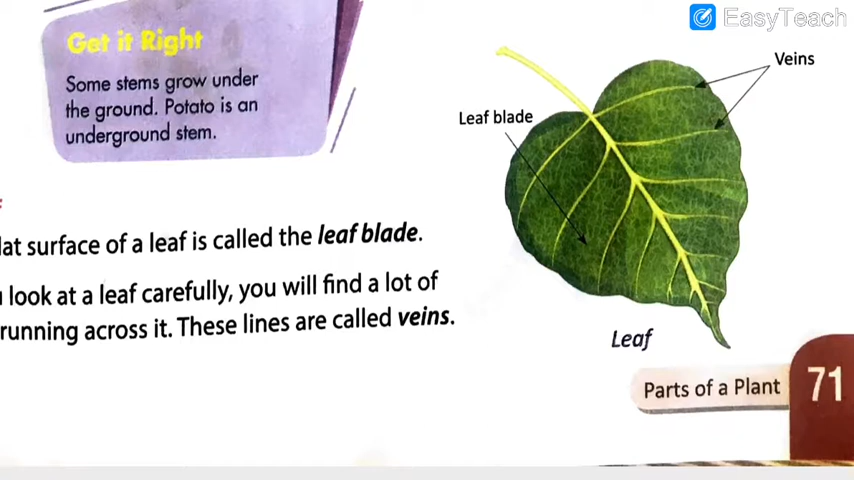 EasyTeach
Get it Right
Some stems grow under
the ground. Potato is an
underground stem.
Veins
Leaf blade
surface of a leaf is called the leaf blade.
look at a leaf carefully, you will find a lot of
running across it. These lines are called veins.
Leaf
Parts of a Plant
71